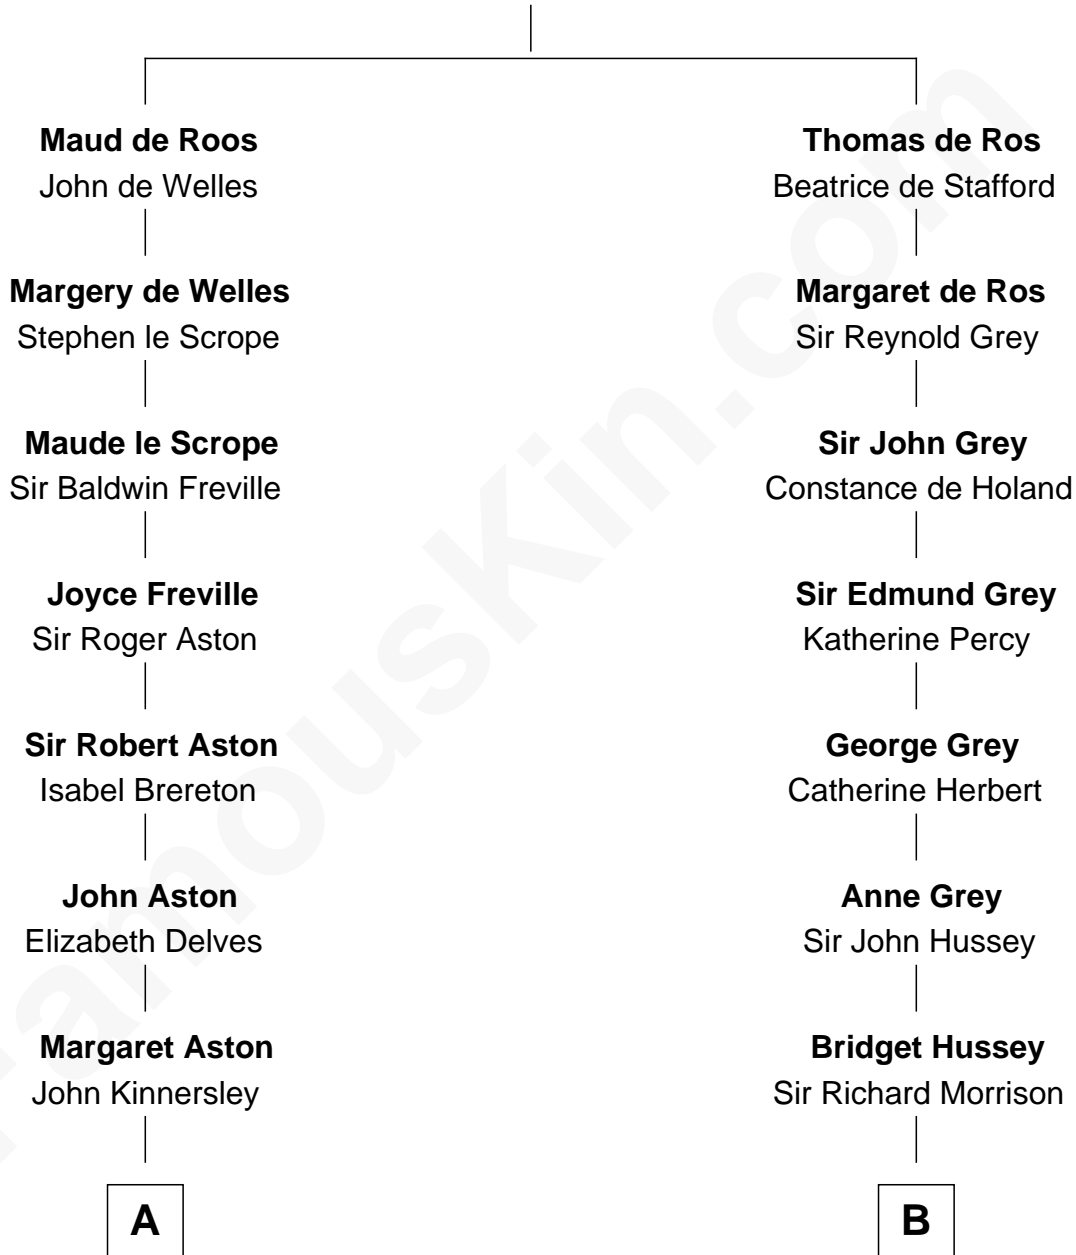 Maud de Roos
John de Welles
Thomas de Ros
Beatrice de Stafford
Margery de Welles
Stephen le Scrope
Margaret de Ros
Sir Reynold Grey
Maude le Scrope
Sir Baldwin Freville
Sir John Grey
Constance de Holand
Joyce Freville
Sir Roger Aston
Sir Edmund Grey
Katherine Percy
Sir Robert Aston
Isabel Brereton
George Grey
Catherine Herbert
John Aston
Elizabeth Delves
Anne Grey
Sir John Hussey
Margaret Aston
John Kinnersley
Bridget Hussey
Sir Richard Morrison
A
B
FamousKin.com